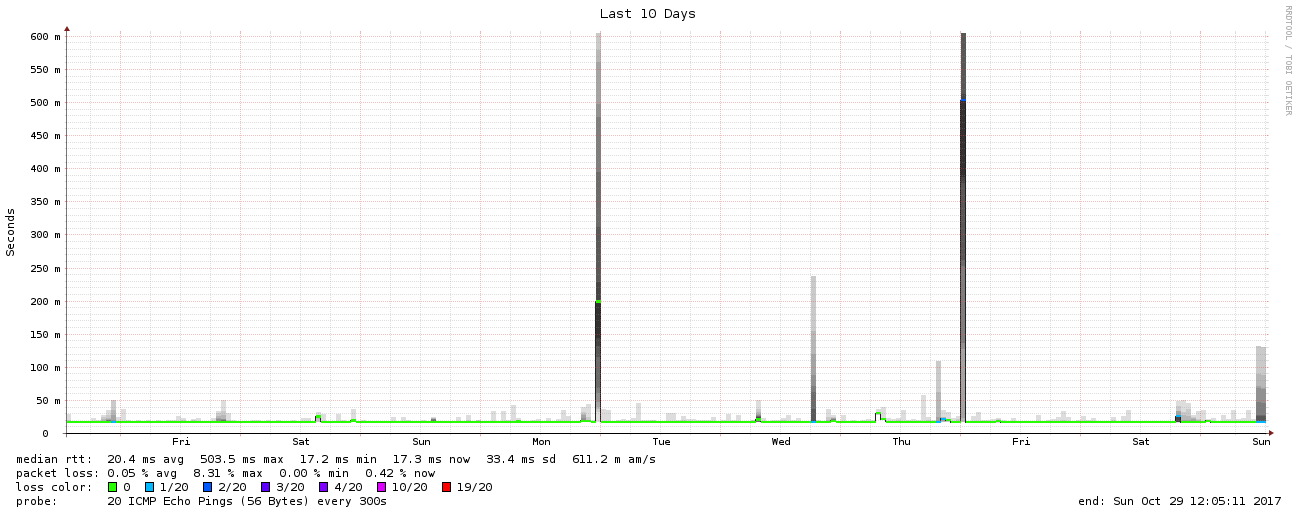 Last 10 Days
RRDTOOL / TOBI OETIKER
Seconds
600 m
550 m
500 m
450 m
400 m
350 m
300 m
250 m
200 m
150 m
100 m
50 m
0
Fri Sat Sun Mon Tue Wed Thu Fri Sat Sun
median rtt: 20.4 ms avg 503.5 ms max 17.2 ms min 17.3 ms now 33.4 ms sd 611.2 m am/s
packet loss: 0.05 % avg 8.31 % max 0.00 % min 0.42 % now
loss color: 0 1/20 2/20 3/20 4/20 10/20 19/20
probe: 20 ICMP Echo Pings (56 Bytes) every 300s end: Sun Oct 29 12:05:11 2017